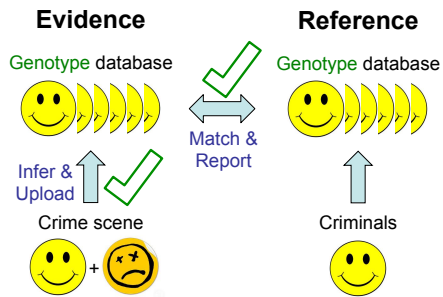 Evidence
Reference
Genotype database
Genotype database
Match &
Report
Infer &
Upload
Crime scene
Criminals
+